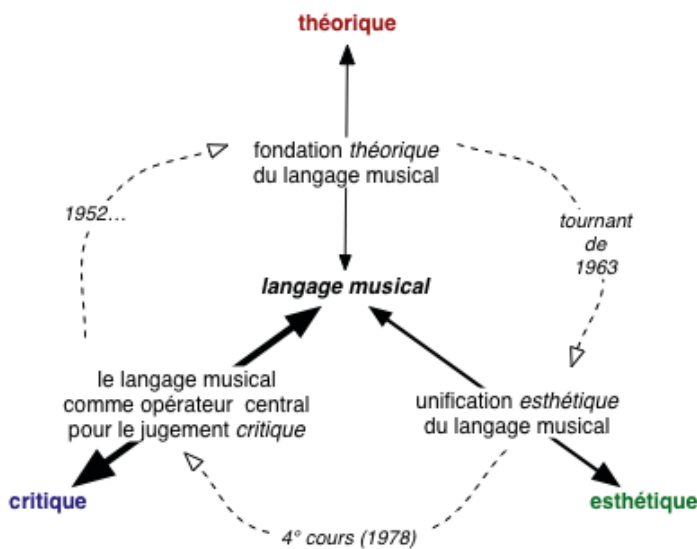 théorique
fondation théorique
du langage musical
1952...
tournant
de
1963
langage musical
le langage musical
comme opérateur central
pour le jugement critique
unification esthétique
du langage musical
critique
esthétique
4° cours (1978)